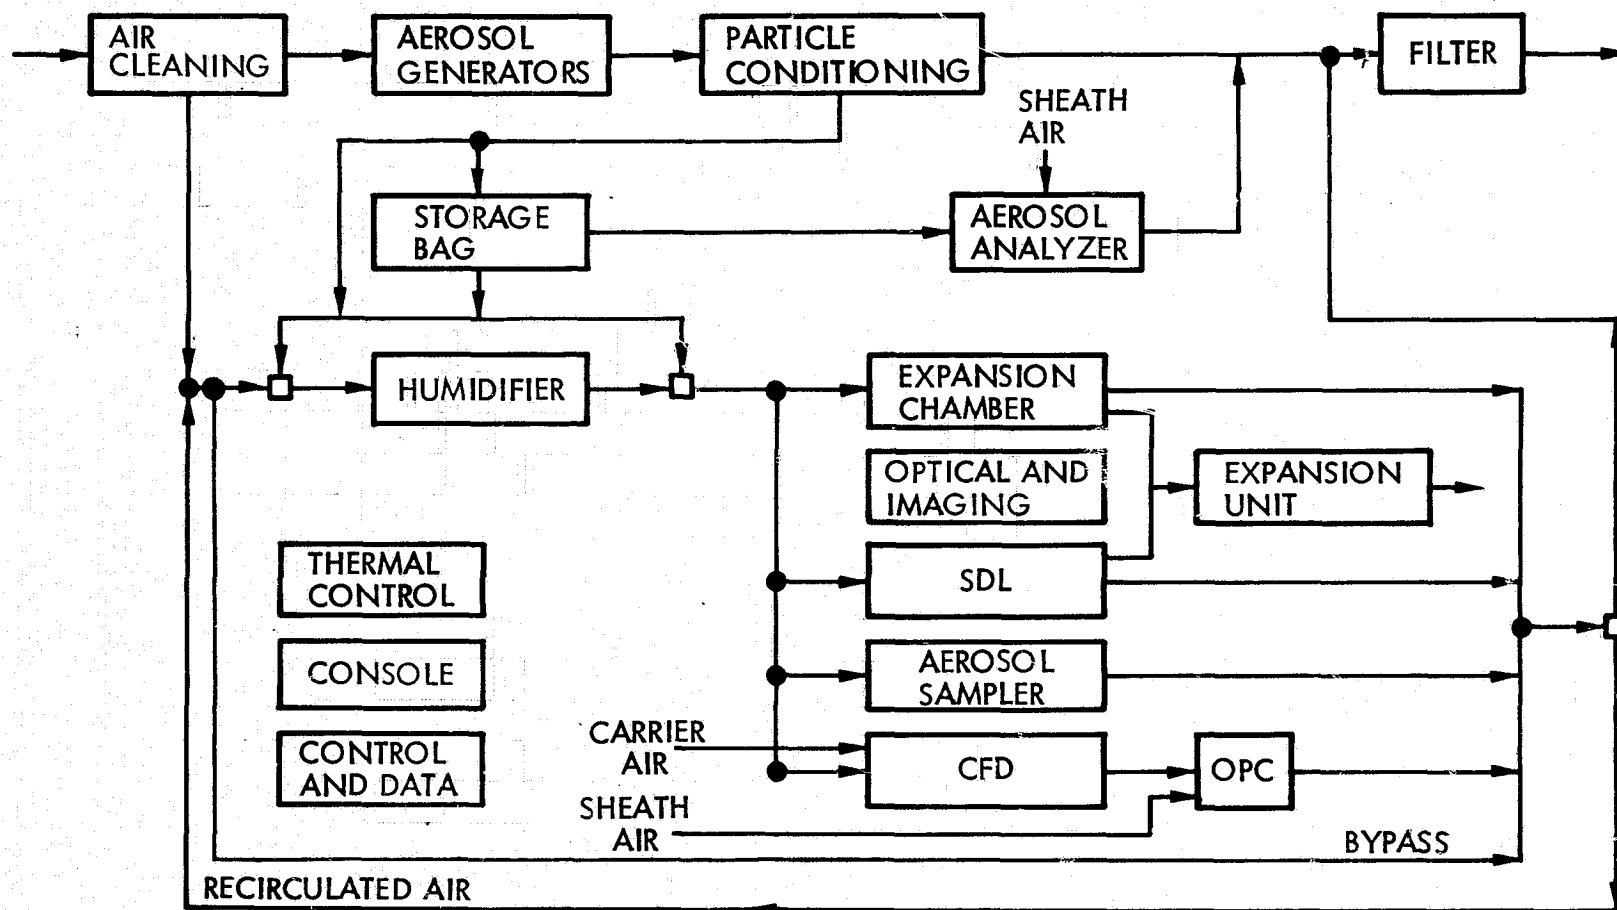 AIR
CLEANING
AEROSOL
GENERATORS
PARTICLE
CONDITIONING
FILTER
SHEATH
AIR
STORAGE
BAG
AEROSOL
ANALYZER
HUMIDIFIER
EXPANSION
CHAMBER
OPTICAL AND
IMAGING
EXPANSION
UNIT
THERMAL
CONTROL
SDL
CONSOLE
AEROSOL
SAMPLER
CONTROL
AND DATA
CARRIER
AIR
CFD
OPC
SHEATH
AIR
BYPASS
RECIRCULATED AIR